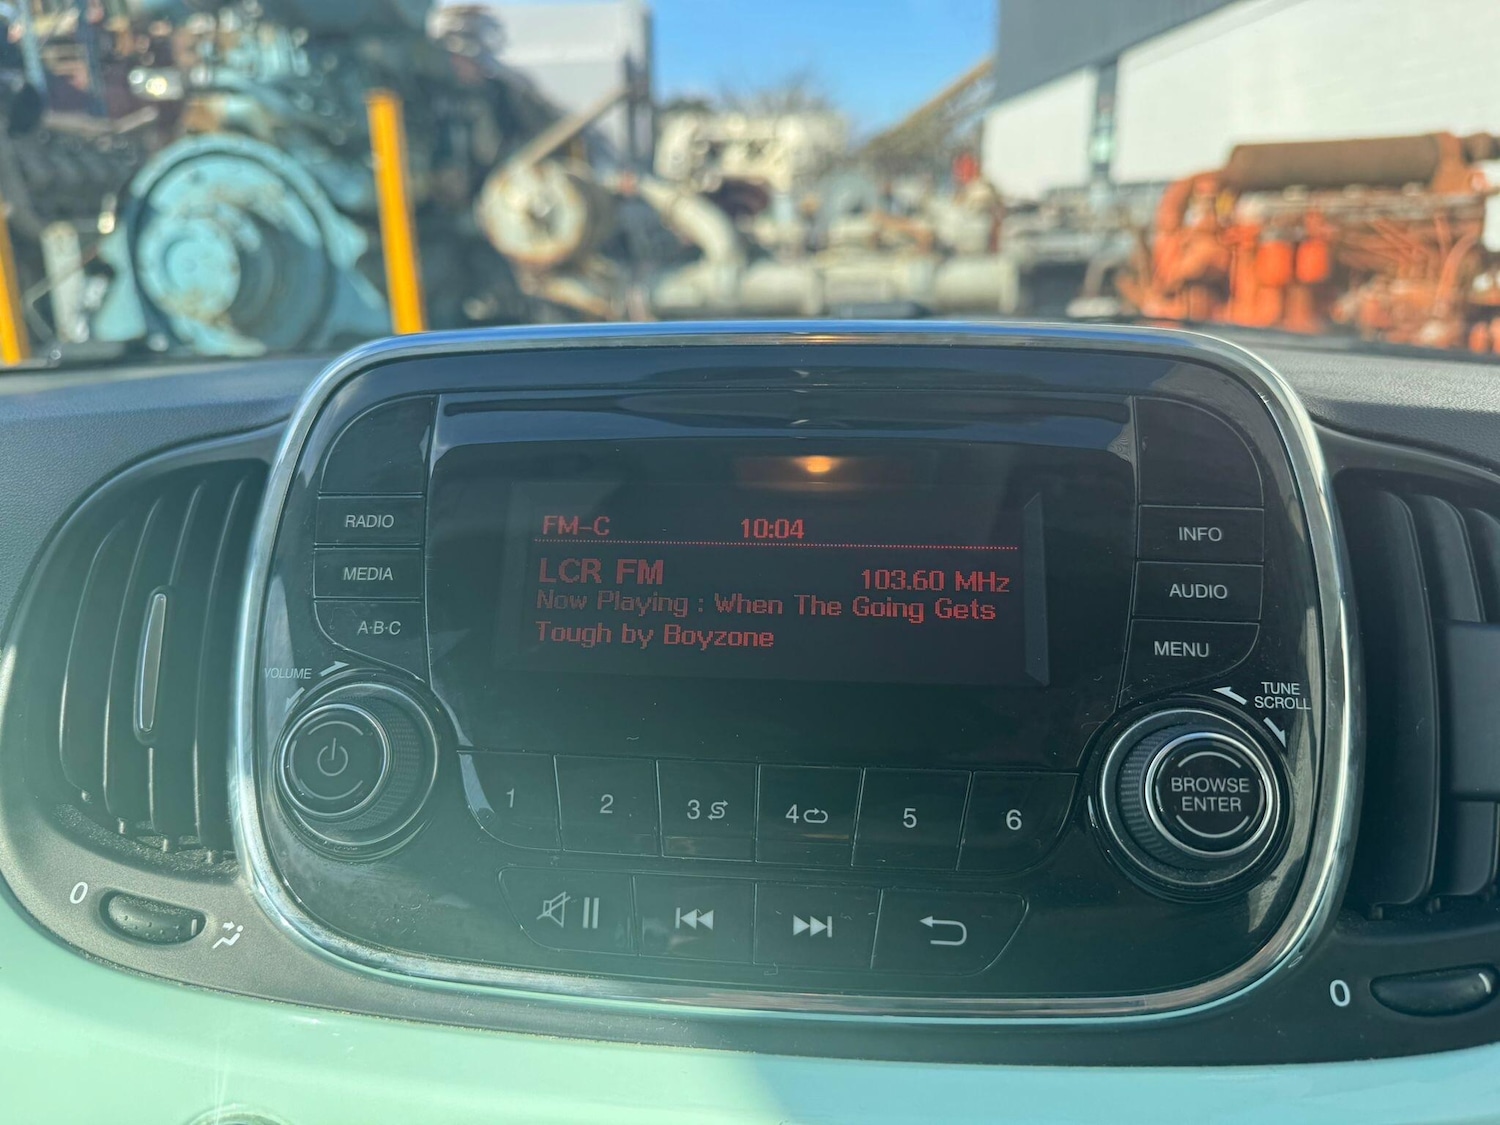 FM-C 10:04
LCR FM 103.60 MHz
Now Playing : When The Going Gets
Tough by Boyzone
RADIO
MEDIA
A-B-C
VOLUME
INFO
AUDIO
MENU
TUNE
SCROLL
BROWSE
ENTER
1 2 3 4 5 6
0
0